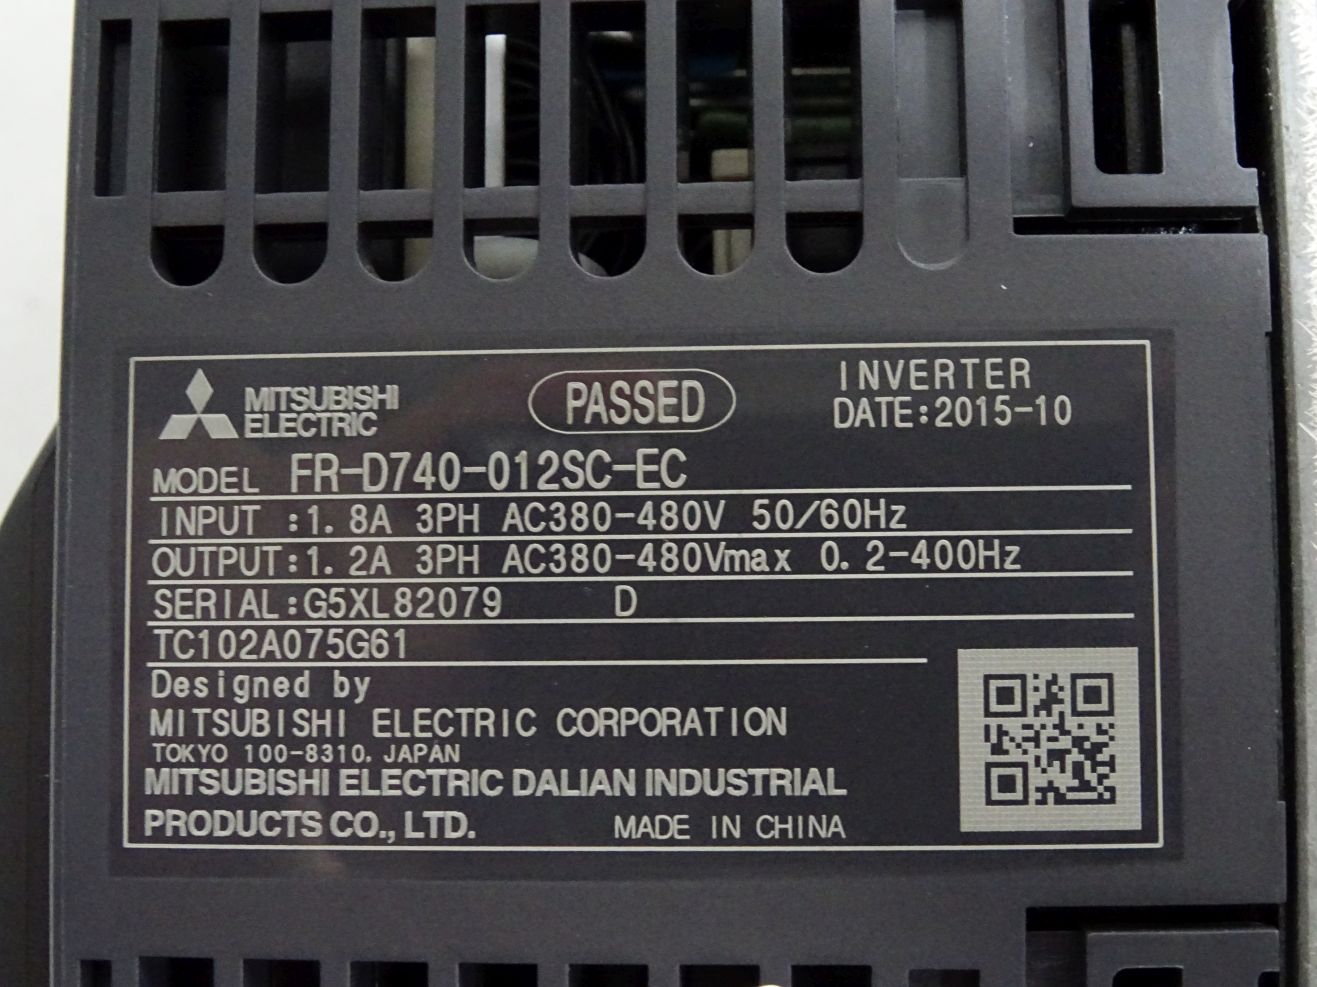 MITSUBISHI
ELECTRIC
PASSED
INVERTER
DATE:2015-10
MODEL FR-D740-012SC-EC
INPUT :1.8A 3PH AC380-480V 50/60Hz
OUTPUT:1.2A 3PH AC380-480Vmax 0.2-400Hz
SERIAL:G5XL82079 D
TC102A075G61
Designed by
MITSUBISHI ELECTRIC CORPORATION
TOKYO 100-8310, JAPAN
MITSUBISHI ELECTRIC DALIAN INDUSTRIAL
PRODUCTS CO., LTD. MADE IN CHINA